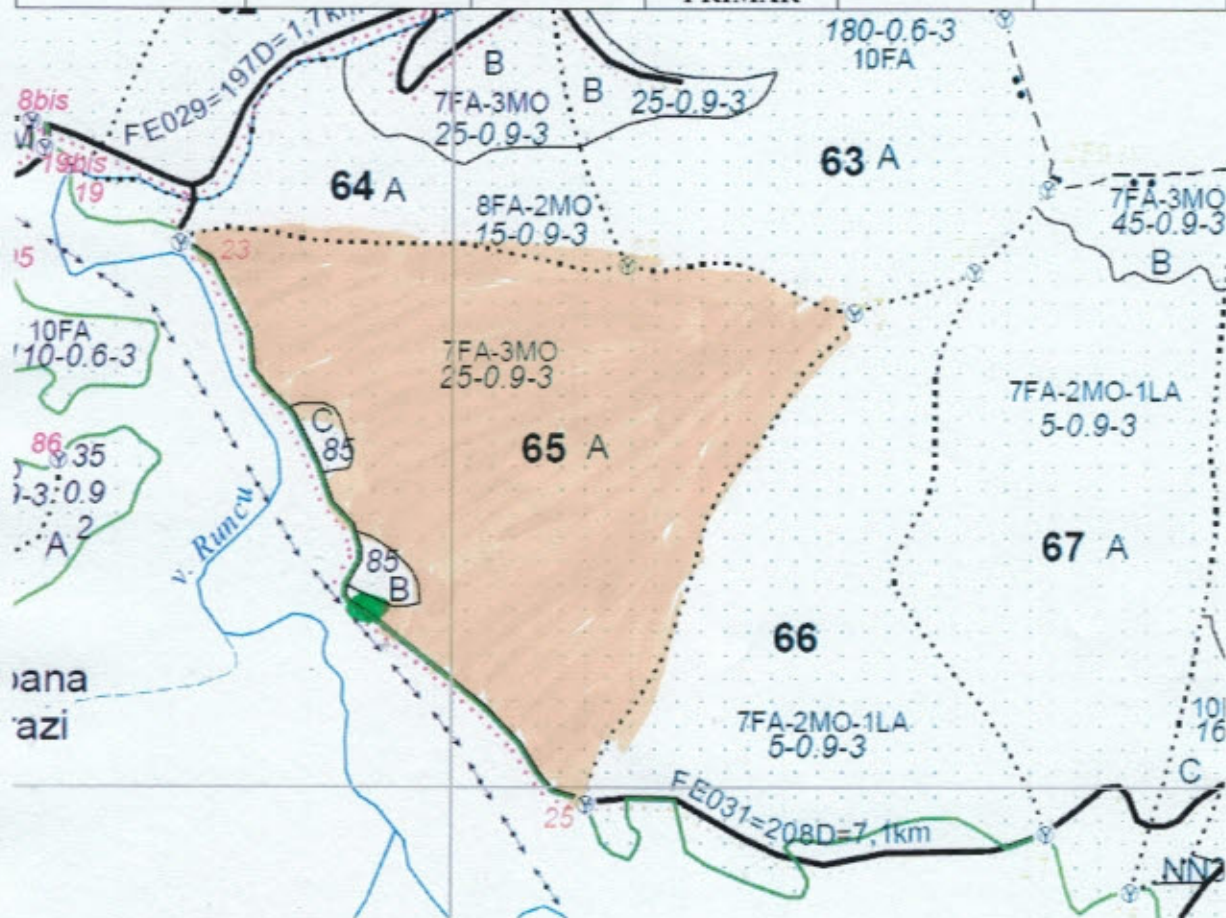 FE029=197D=1,7km
8bis
19bis
19
B
7FA-3MO
25-0.9-3
B
25-0.9-3
180-0.6-3
10FA
63 A
64 A
8FA-2MO
15-0.9-3
7FA-3MO
45-0.9-3
B
23
10FA
110-0.6-3
7FA-3MO
25-0.9-3
7FA-2MO-1LA
5-0.9-3
C
85
65 A
86
35
A
2
v. Runcu
85
B
67 A
66
7FA-2MO-1LA
5-0.9-3
25
FE031=208D=7,1km
C